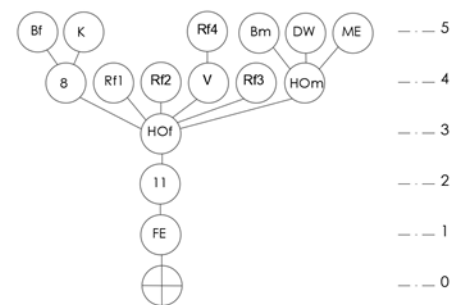 Bf K Rf4 Bm DW ME 5
8 Rf1 Rf2 V Rf3 HOm 4
HOf 3
11 2
FE 1
0